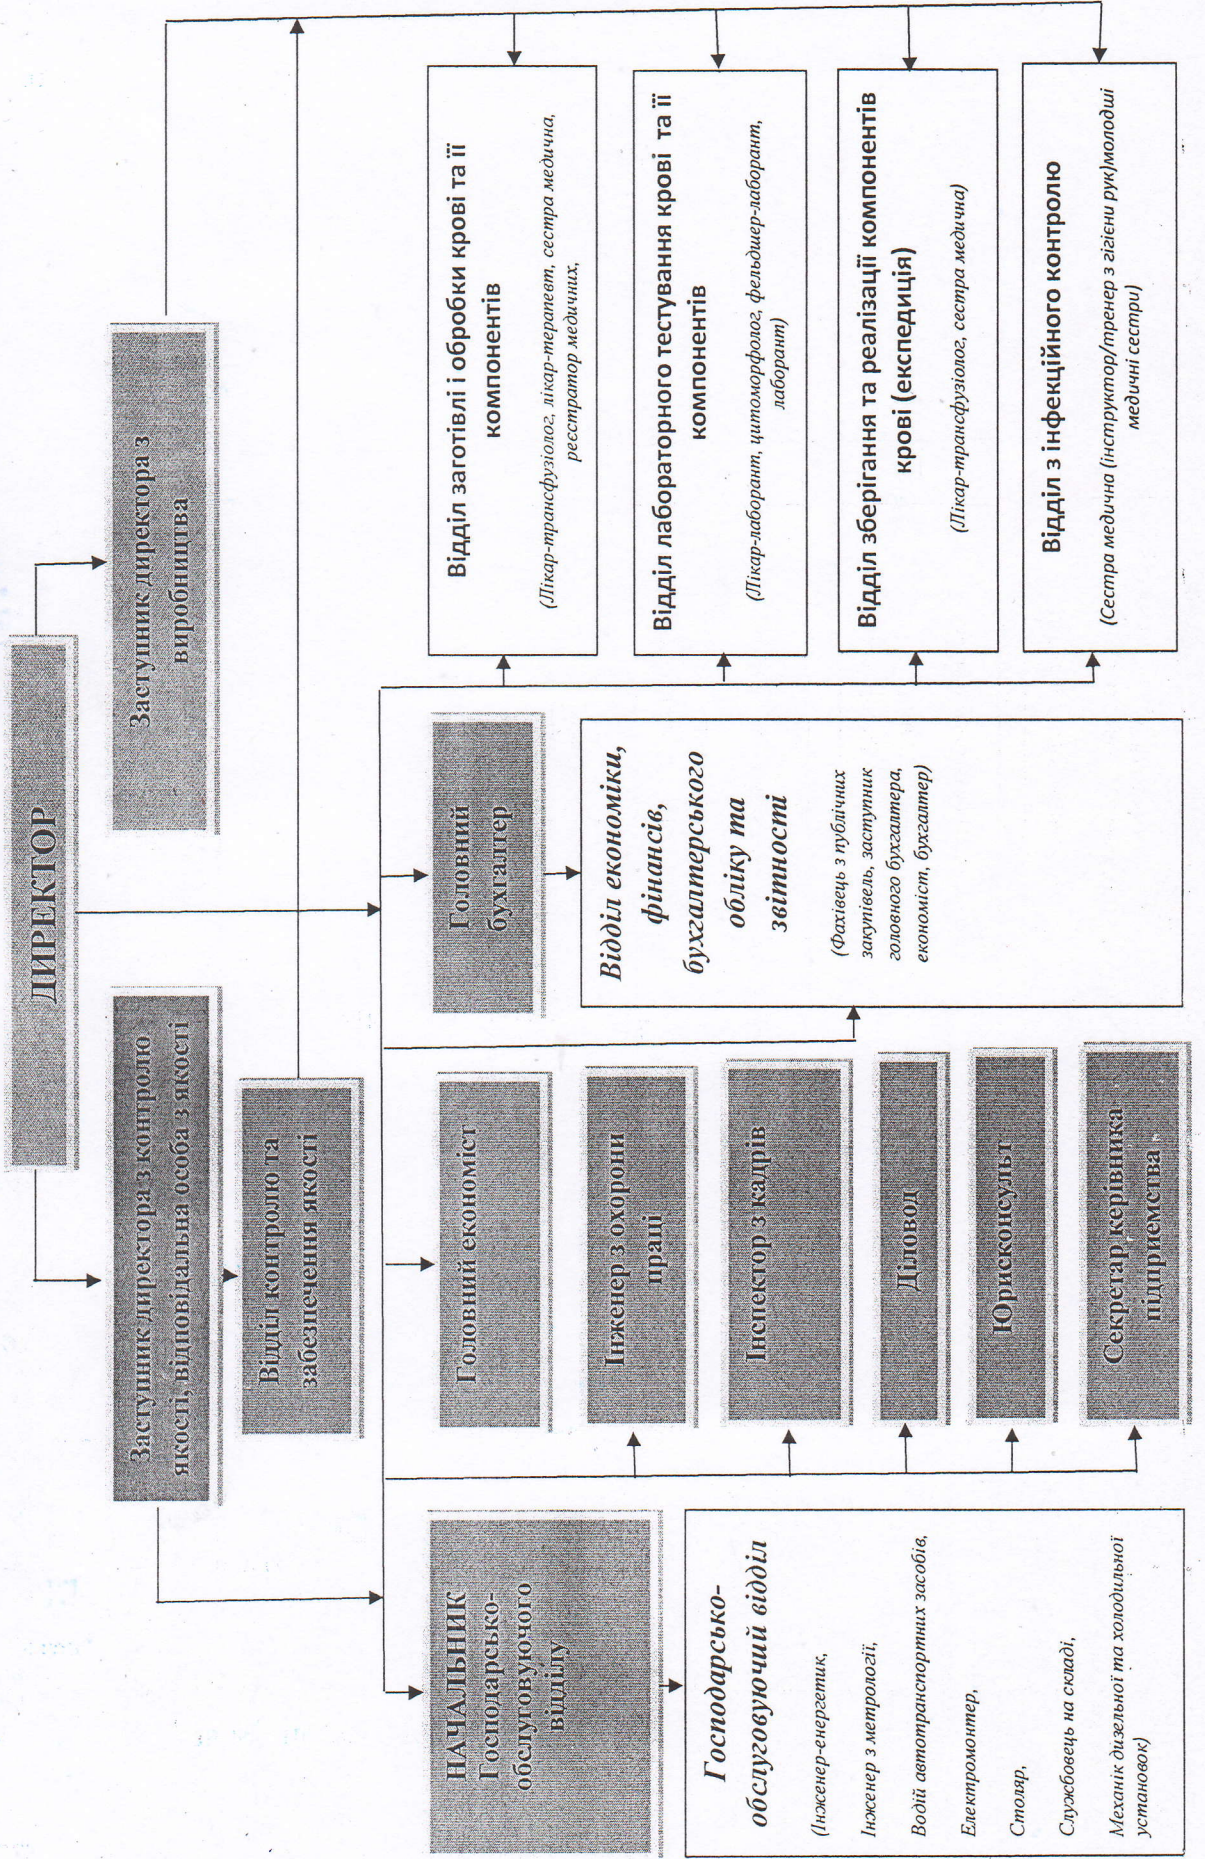 ДИРЕКТОР
Заступник директора з контролю
якості, відповідальна особа з якості
Заступник директора з
виробництва
Відділ контролю та
забезпечення якості
НАЧАЛЬНИК
Господарсько-
обслуговуючого
відділу
Господарсько-
обслуговуючий відділ
(Інженер-енергетик,
Інженер з метрології,
Водій автотранспортних засобів,
Електромонтер,
Столяр,
Службовець на складі,
Механік дизельної та холодильної
установок)
Головний економіст
Інженер з охорони
праці
Інспектор з кадрів
Діловод
Юрисконсульт
Секретар керівника
підприємства
Головний
бухгалтер
Відділ економіки,
фінансів,
бухгалтерського
обліку та
звітності
(Фахівець з публічних
закупівель, заступник
головного бухгалтера,
економіст, бухгалтер)
Відділ заготівлі і обробки крові та її
компонентів
(Лікар-трансфузіолог, лікар-терапевт, сестра медична,
реєстратор медичних,
Відділ лабораторного тестування крові та її
компонентів
(Лікар-лаборант, цитоморфолог, фельдшер-лаборант,
лаборант)
Відділ зберігання та реалізації компонентів
крові (експедиція)
(Лікар-трансфузіолог, сестра медична)
Відділ з інфекційного контролю
(Сестра медична (інструктор/тренер з гігієни рук)молодші
медичні сестри)